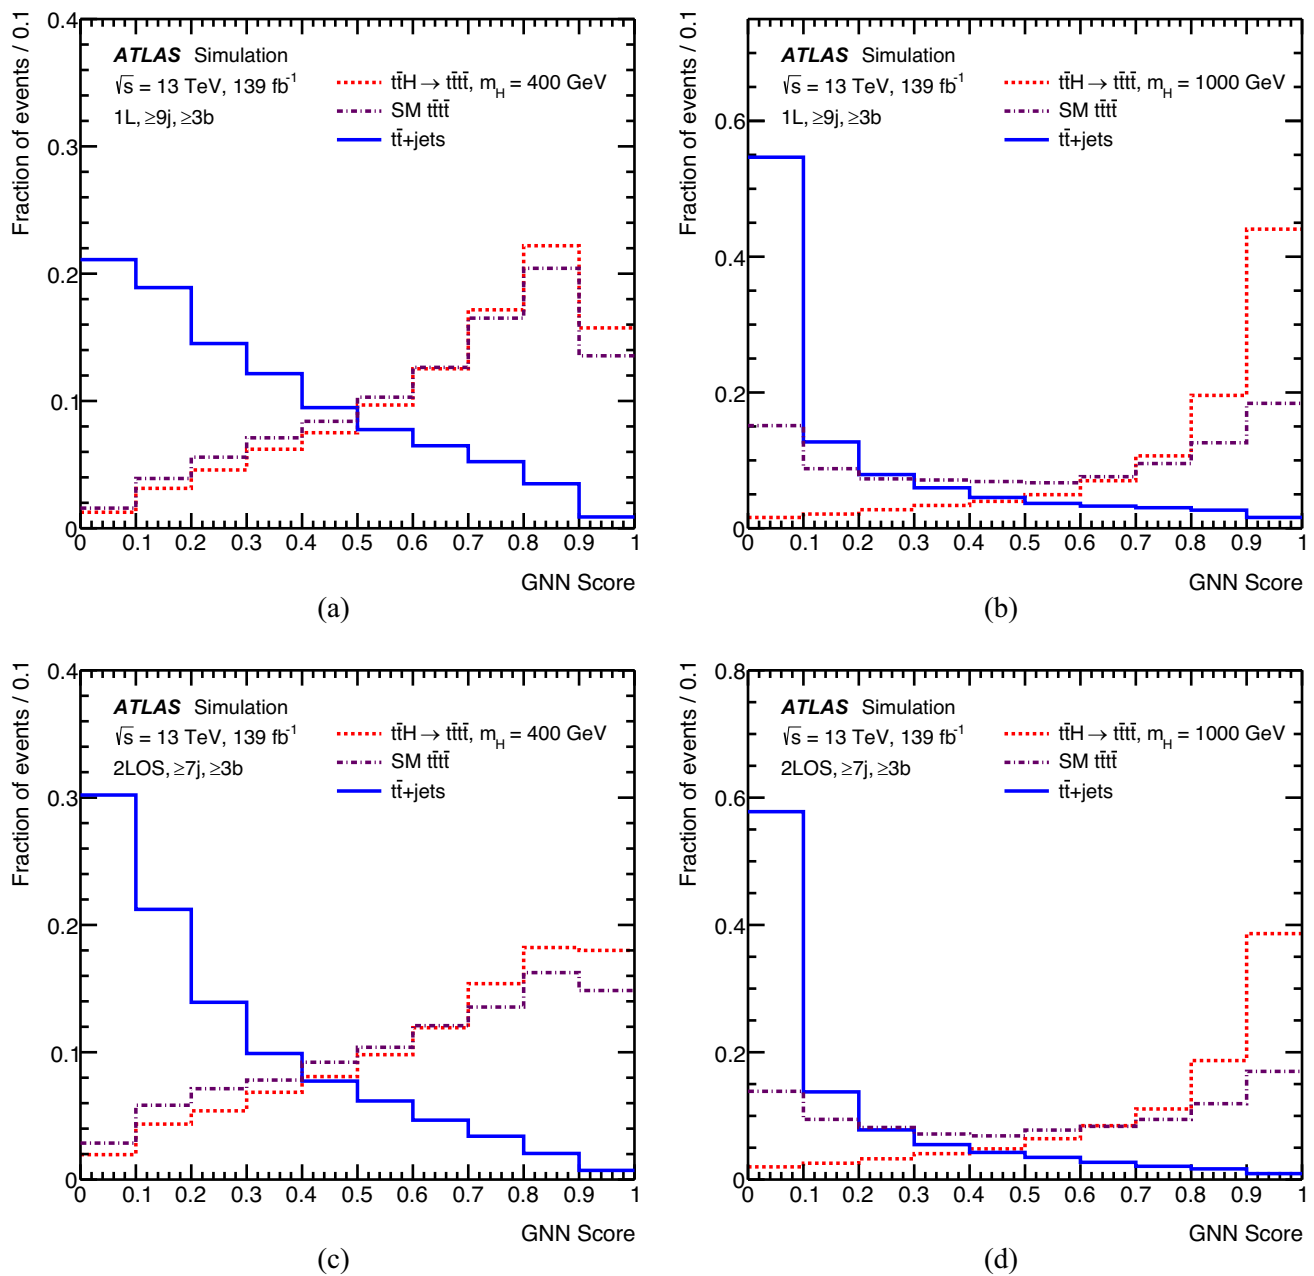 Fraction of events / 0.1
0.4
0.3
0.2
0.1
0
ATLAS Simulation
√s = 13 TeV, 139 fb⁻¹
1L, ≥9j, ≥3b
tt̄H → tt̄tt̄, m_H = 400 GeV
SM tt̄tt̄
tt̄+jets
0 0.1 0.2 0.3 0.4 0.5 0.6 0.7 0.8 0.9 1
GNN Score
(a)
Fraction of events / 0.1
0.6
0.4
0.2
0
ATLAS Simulation
√s = 13 TeV, 139 fb⁻¹
1L, ≥9j, ≥3b
tt̄H → tt̄tt̄, m_H = 1000 GeV
SM tt̄tt̄
tt̄+jets
0 0.1 0.2 0.3 0.4 0.5 0.6 0.7 0.8 0.9 1
GNN Score
(b)
Fraction of events / 0.1
0.4
0.3
0.2
0.1
0
ATLAS Simulation
√s = 13 TeV, 139 fb⁻¹
2LOS, ≥7j, ≥3b
tt̄H → tt̄tt̄, m_H = 400 GeV
SM tt̄tt̄
tt̄+jets
0 0.1 0.2 0.3 0.4 0.5 0.6 0.7 0.8 0.9 1
GNN Score
(c)
Fraction of events / 0.1
0.8
0.6
0.4
0.2
0
ATLAS Simulation
√s = 13 TeV, 139 fb⁻¹
2LOS, ≥7j, ≥3b
tt̄H → tt̄tt̄, m_H = 1000 GeV
SM tt̄tt̄
tt̄+jets
0 0.1 0.2 0.3 0.4 0.5 0.6 0.7 0.8 0.9 1
GNN Score
(d)